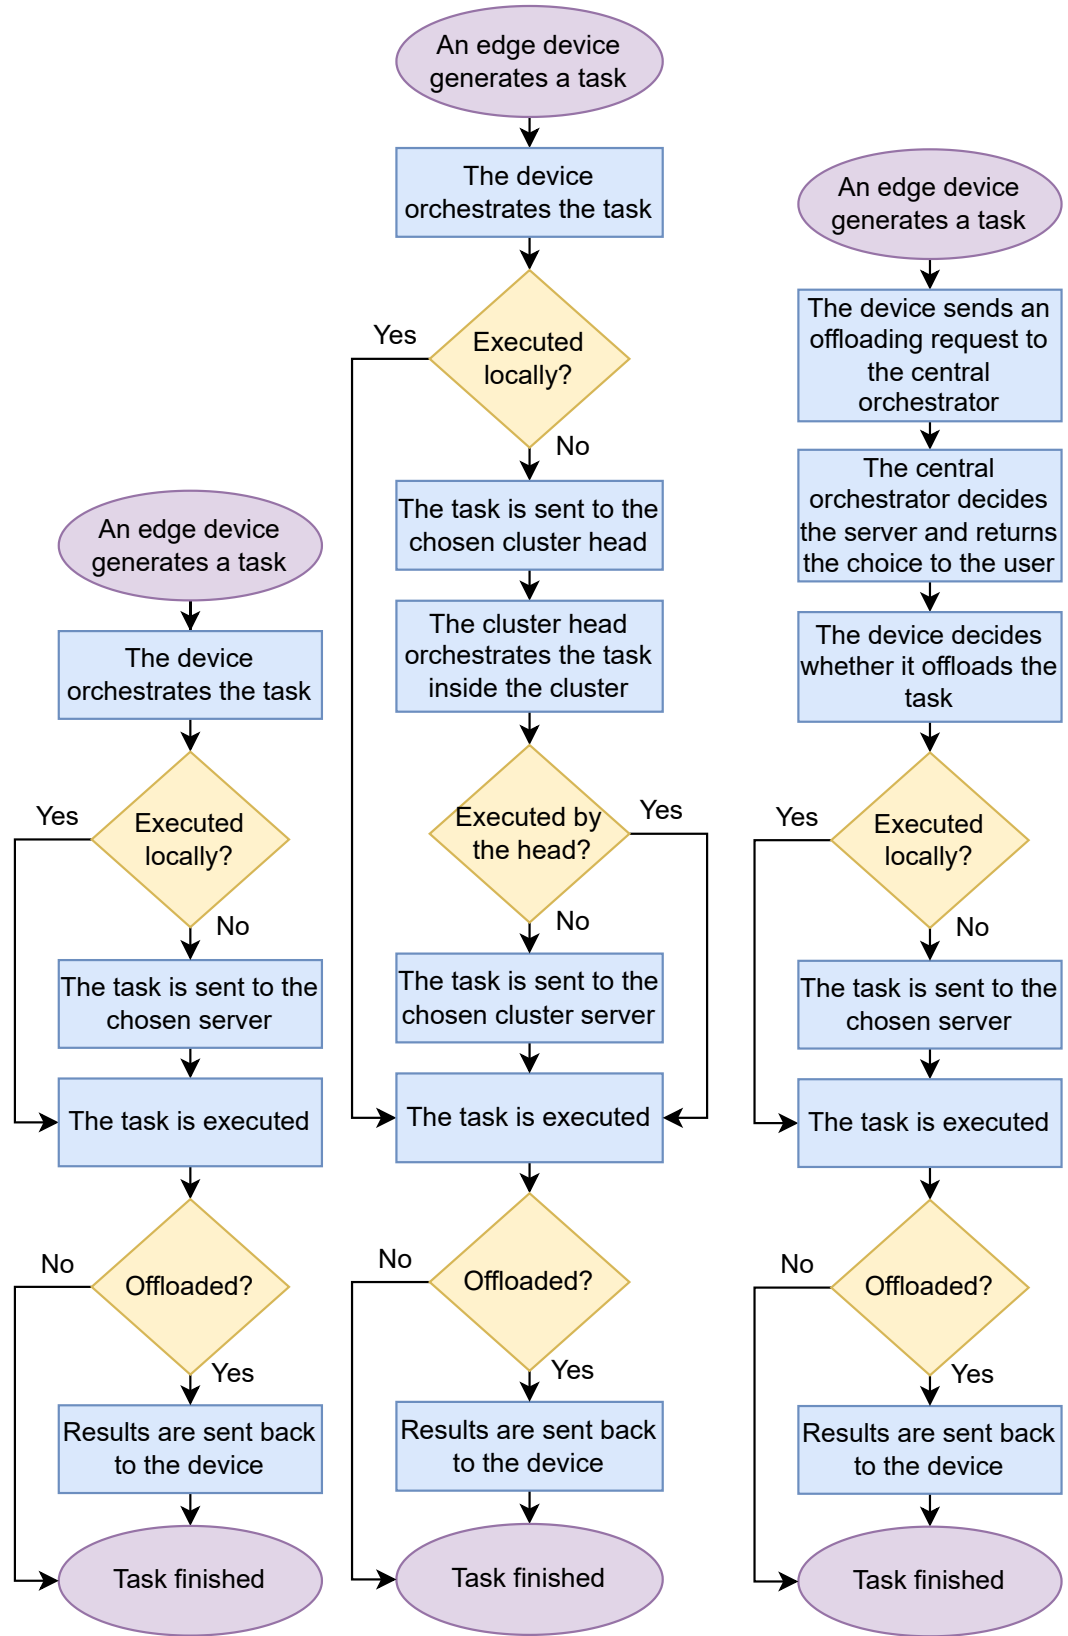 An edge device
generates a task
The device
orchestrates the task
Yes
Executed
locally?
No
The task is sent to the
chosen server
The task is executed
No
Offloaded?
Yes
Results are sent back
to the device
Task finished
An edge device
generates a task
The device
orchestrates the task
Yes
Executed
locally?
No
The task is sent to the
chosen cluster head
The cluster head
orchestrates the task
inside the cluster
Executed by
the head?
Yes
No
The task is sent to the
chosen cluster server
The task is executed
No
Offloaded?
Yes
Results are sent back
to the device
Task finished
An edge device
generates a task
The device sends an
offloading request to
the central
orchestrator
The central
orchestrator decides
the server and returns
the choice to the user
The device decides
whether it offloads the
task
Yes
Executed
locally?
No
The task is sent to the
chosen server
The task is executed
No
Offloaded?
Yes
Results are sent back
to the device
Task finished